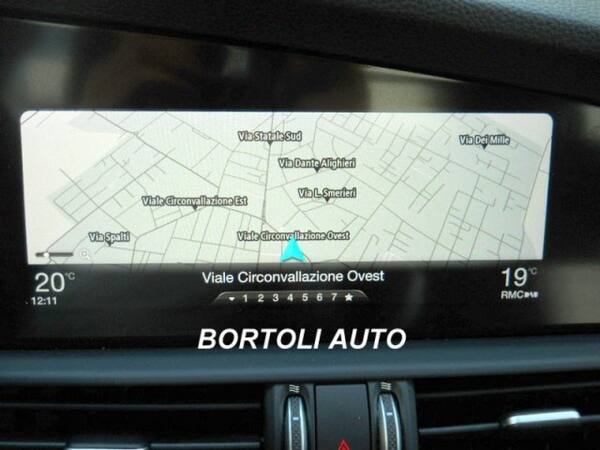 Via Statale Sud
Via Dei Mille
Via Dante Alighieri
Via L. Smerieri
Viale Circonvallazione Est
Via Spalti
Viale Circonvallazione Ovest
20°C
Viale Circonvallazione Ovest
19°C
12:11
1 2 3 4 5 6 7
RMC DAB
BORTOLI AUTO